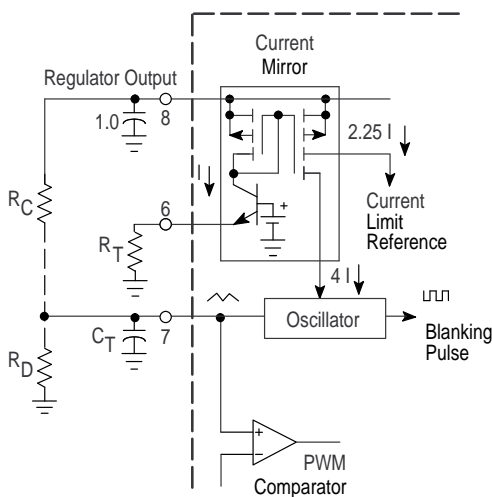 Current
Mirror
Regulator Output
1.0
8
2.25 I
I
Current
Limit
Reference
R_C
6
+
R_T
4 I
Oscillator
Blanking
Pulse
C_T
7
R_D
+
−
PWM
Comparator